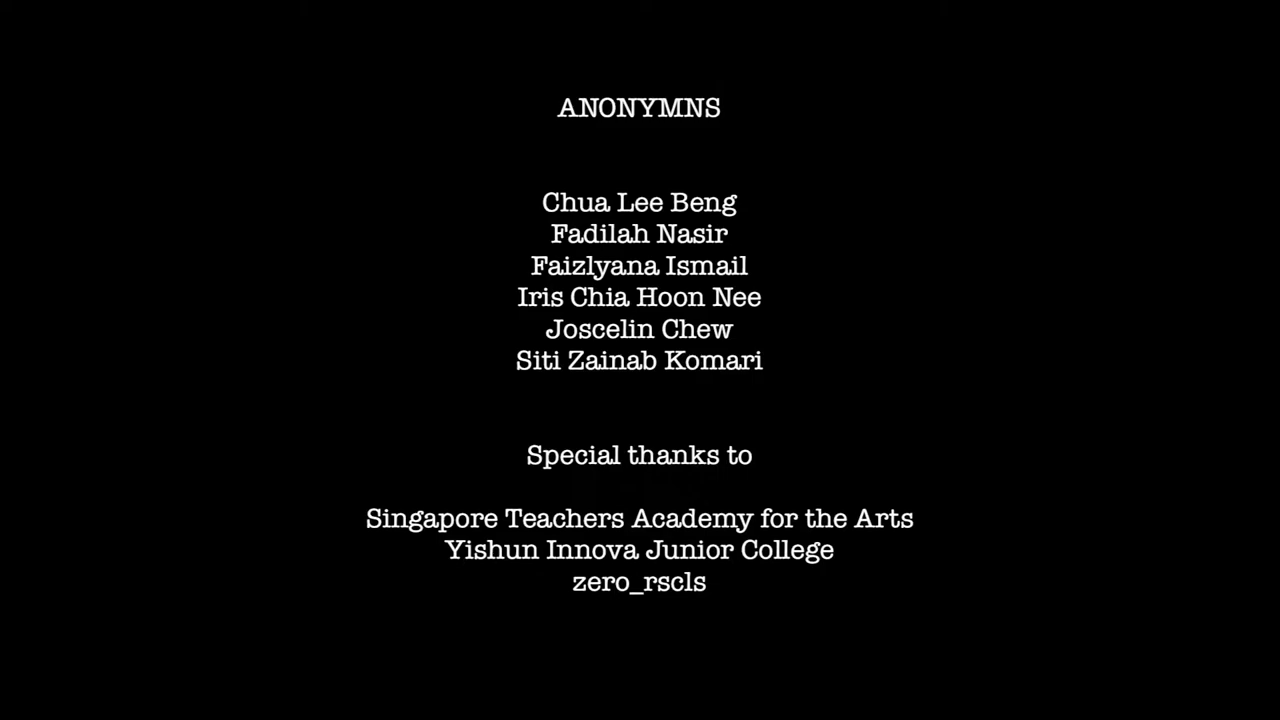 ANONYMNS
Chua Lee Beng
Fadilah Nasir
Faizlyana Ismail
Iris Chia Hoon Nee
Joscelin Chew
Siti Zainab Komari
Special thanks to
Singapore Teachers Academy for the Arts
Yishun Innova Junior College
zero_rscls